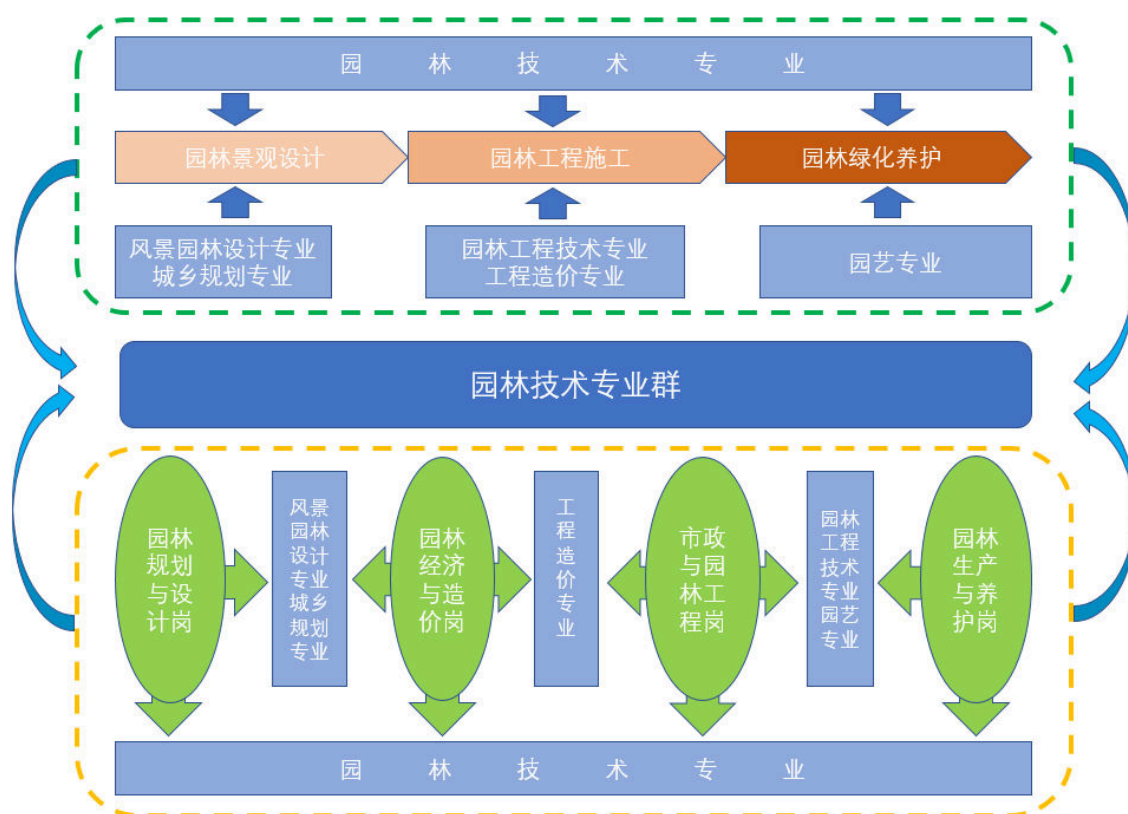 园林技术专业
园林景观设计
园林工程施工
园林绿化养护
风景园林设计专业
城乡规划专业
园林工程技术专业
工程造价专业
园艺专业
园林技术专业群
园林
规划
与设
计岗
风景
园林
设计
专业
城乡
规划
专业
园林
经济
与造
价岗
工
程
造
价
专
业
市政
与园
林工
程岗
园林
工程
技术
专业
园艺
专业
园林
生产
与养
护岗
园林技术专业